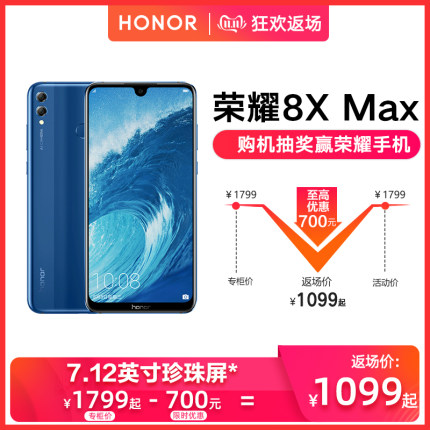 HONOR
11.11 狂欢返场
荣耀8X Max
购机抽奖赢荣耀手机
¥1799
至高
优惠
700元
¥1799
专柜价
返场价
活动价
¥1099起
honor
10:08
honor
7.12英寸珍珠屏*
¥1799起 - 700元 =
专柜价
限时优惠
返场价:
¥1099起